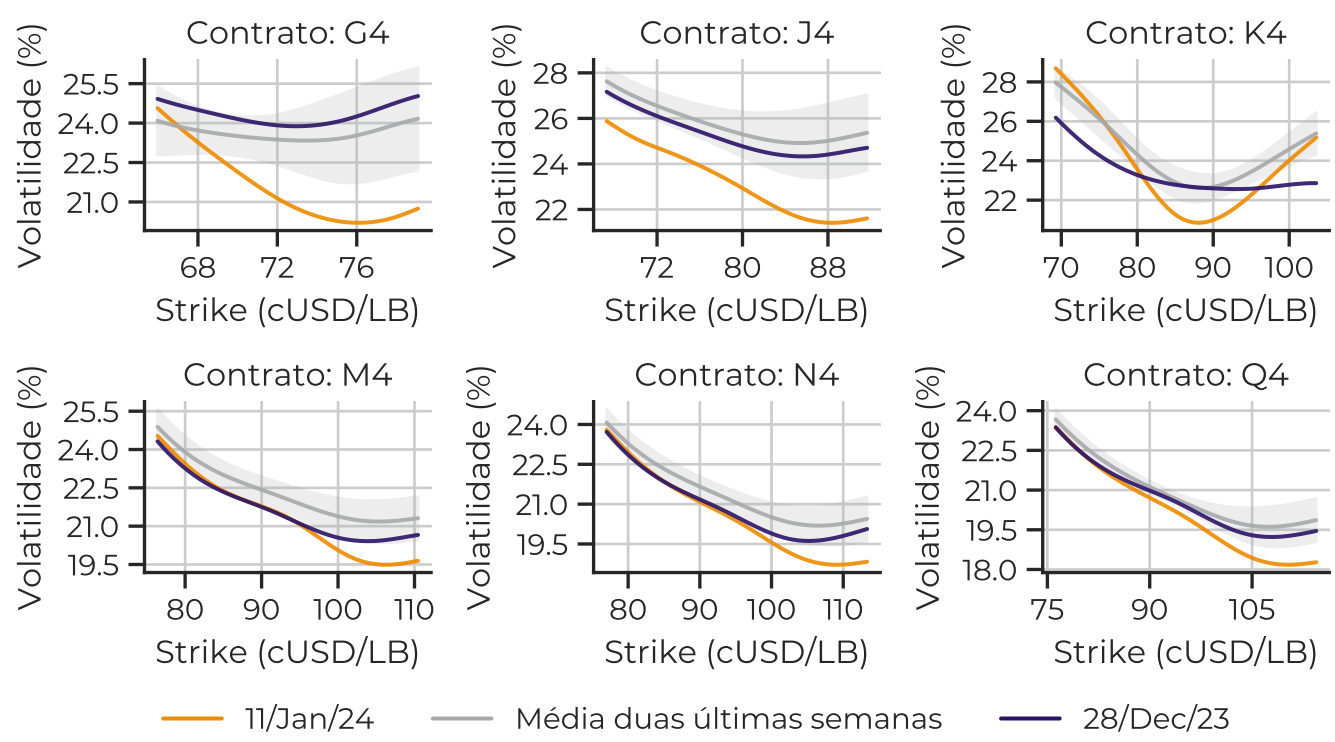 Contrato: G4
Volatilidade (%)
25.5
24.0
22.5
21.0
68 72 76
Strike (cUSD/LB)
Contrato: J4
Volatilidade (%)
28
26
24
22
72 80 88
Strike (cUSD/LB)
Contrato: K4
Volatilidade (%)
28
26
24
22
70 80 90 100
Strike (cUSD/LB)
Contrato: M4
Volatilidade (%)
25.5
24.0
22.5
21.0
19.5
80 90 100 110
Strike (cUSD/LB)
Contrato: N4
Volatilidade (%)
24.0
22.5
21.0
19.5
80 90 100 110
Strike (cUSD/LB)
Contrato: Q4
Volatilidade (%)
24.0
22.5
21.0
19.5
18.0
75 90 105
Strike (cUSD/LB)
11/Jan/24 Média duas últimas semanas 28/Dec/23